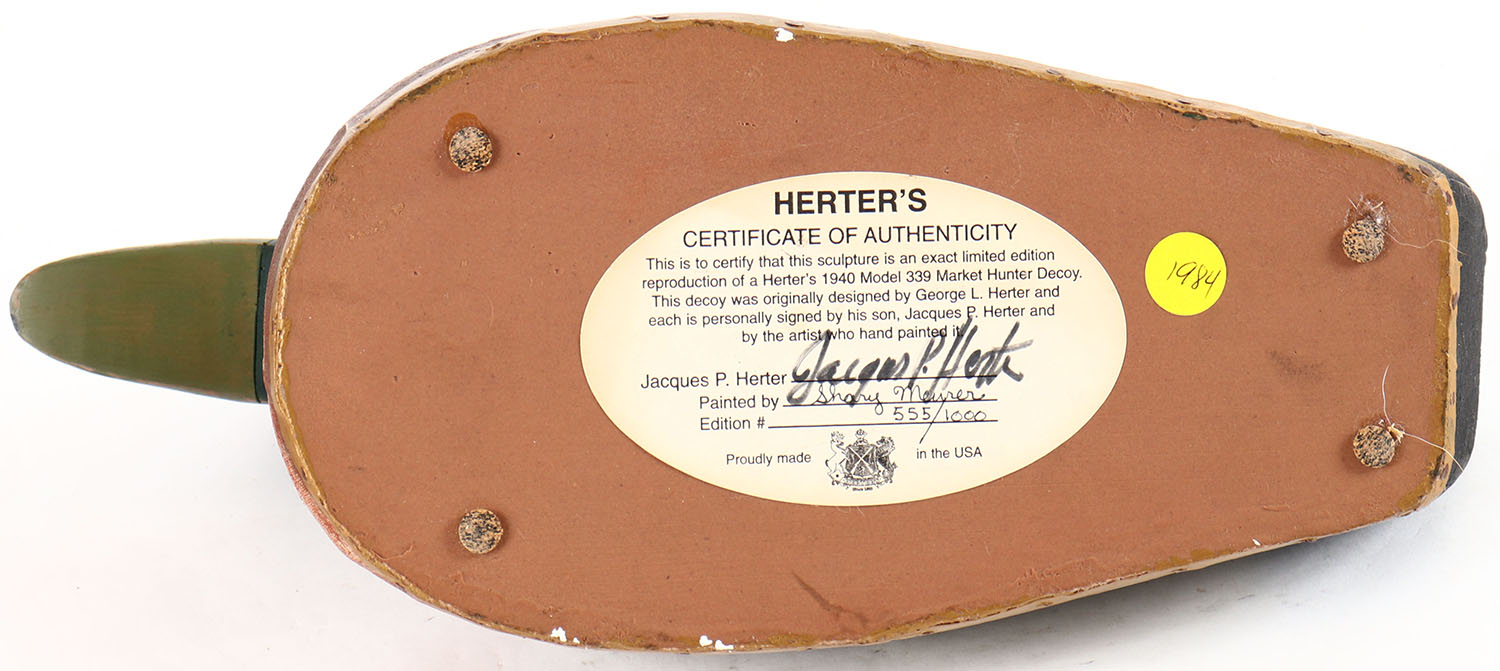 HERTER'S
CERTIFICATE OF AUTHENTICITY
This is to certify that this sculpture is an exact limited edition
reproduction of a Herter's 1940 Model 339 Market Hunter Decoy.
This decoy was originally designed by George L. Herter and
each is personally signed by his son, Jacques P. Herter and
by the artist who hand painted it.
Jacques P. Herter Jacques P. Herter
Painted by Shary
Edition # 555/1000
Proudly made in the USA
1984